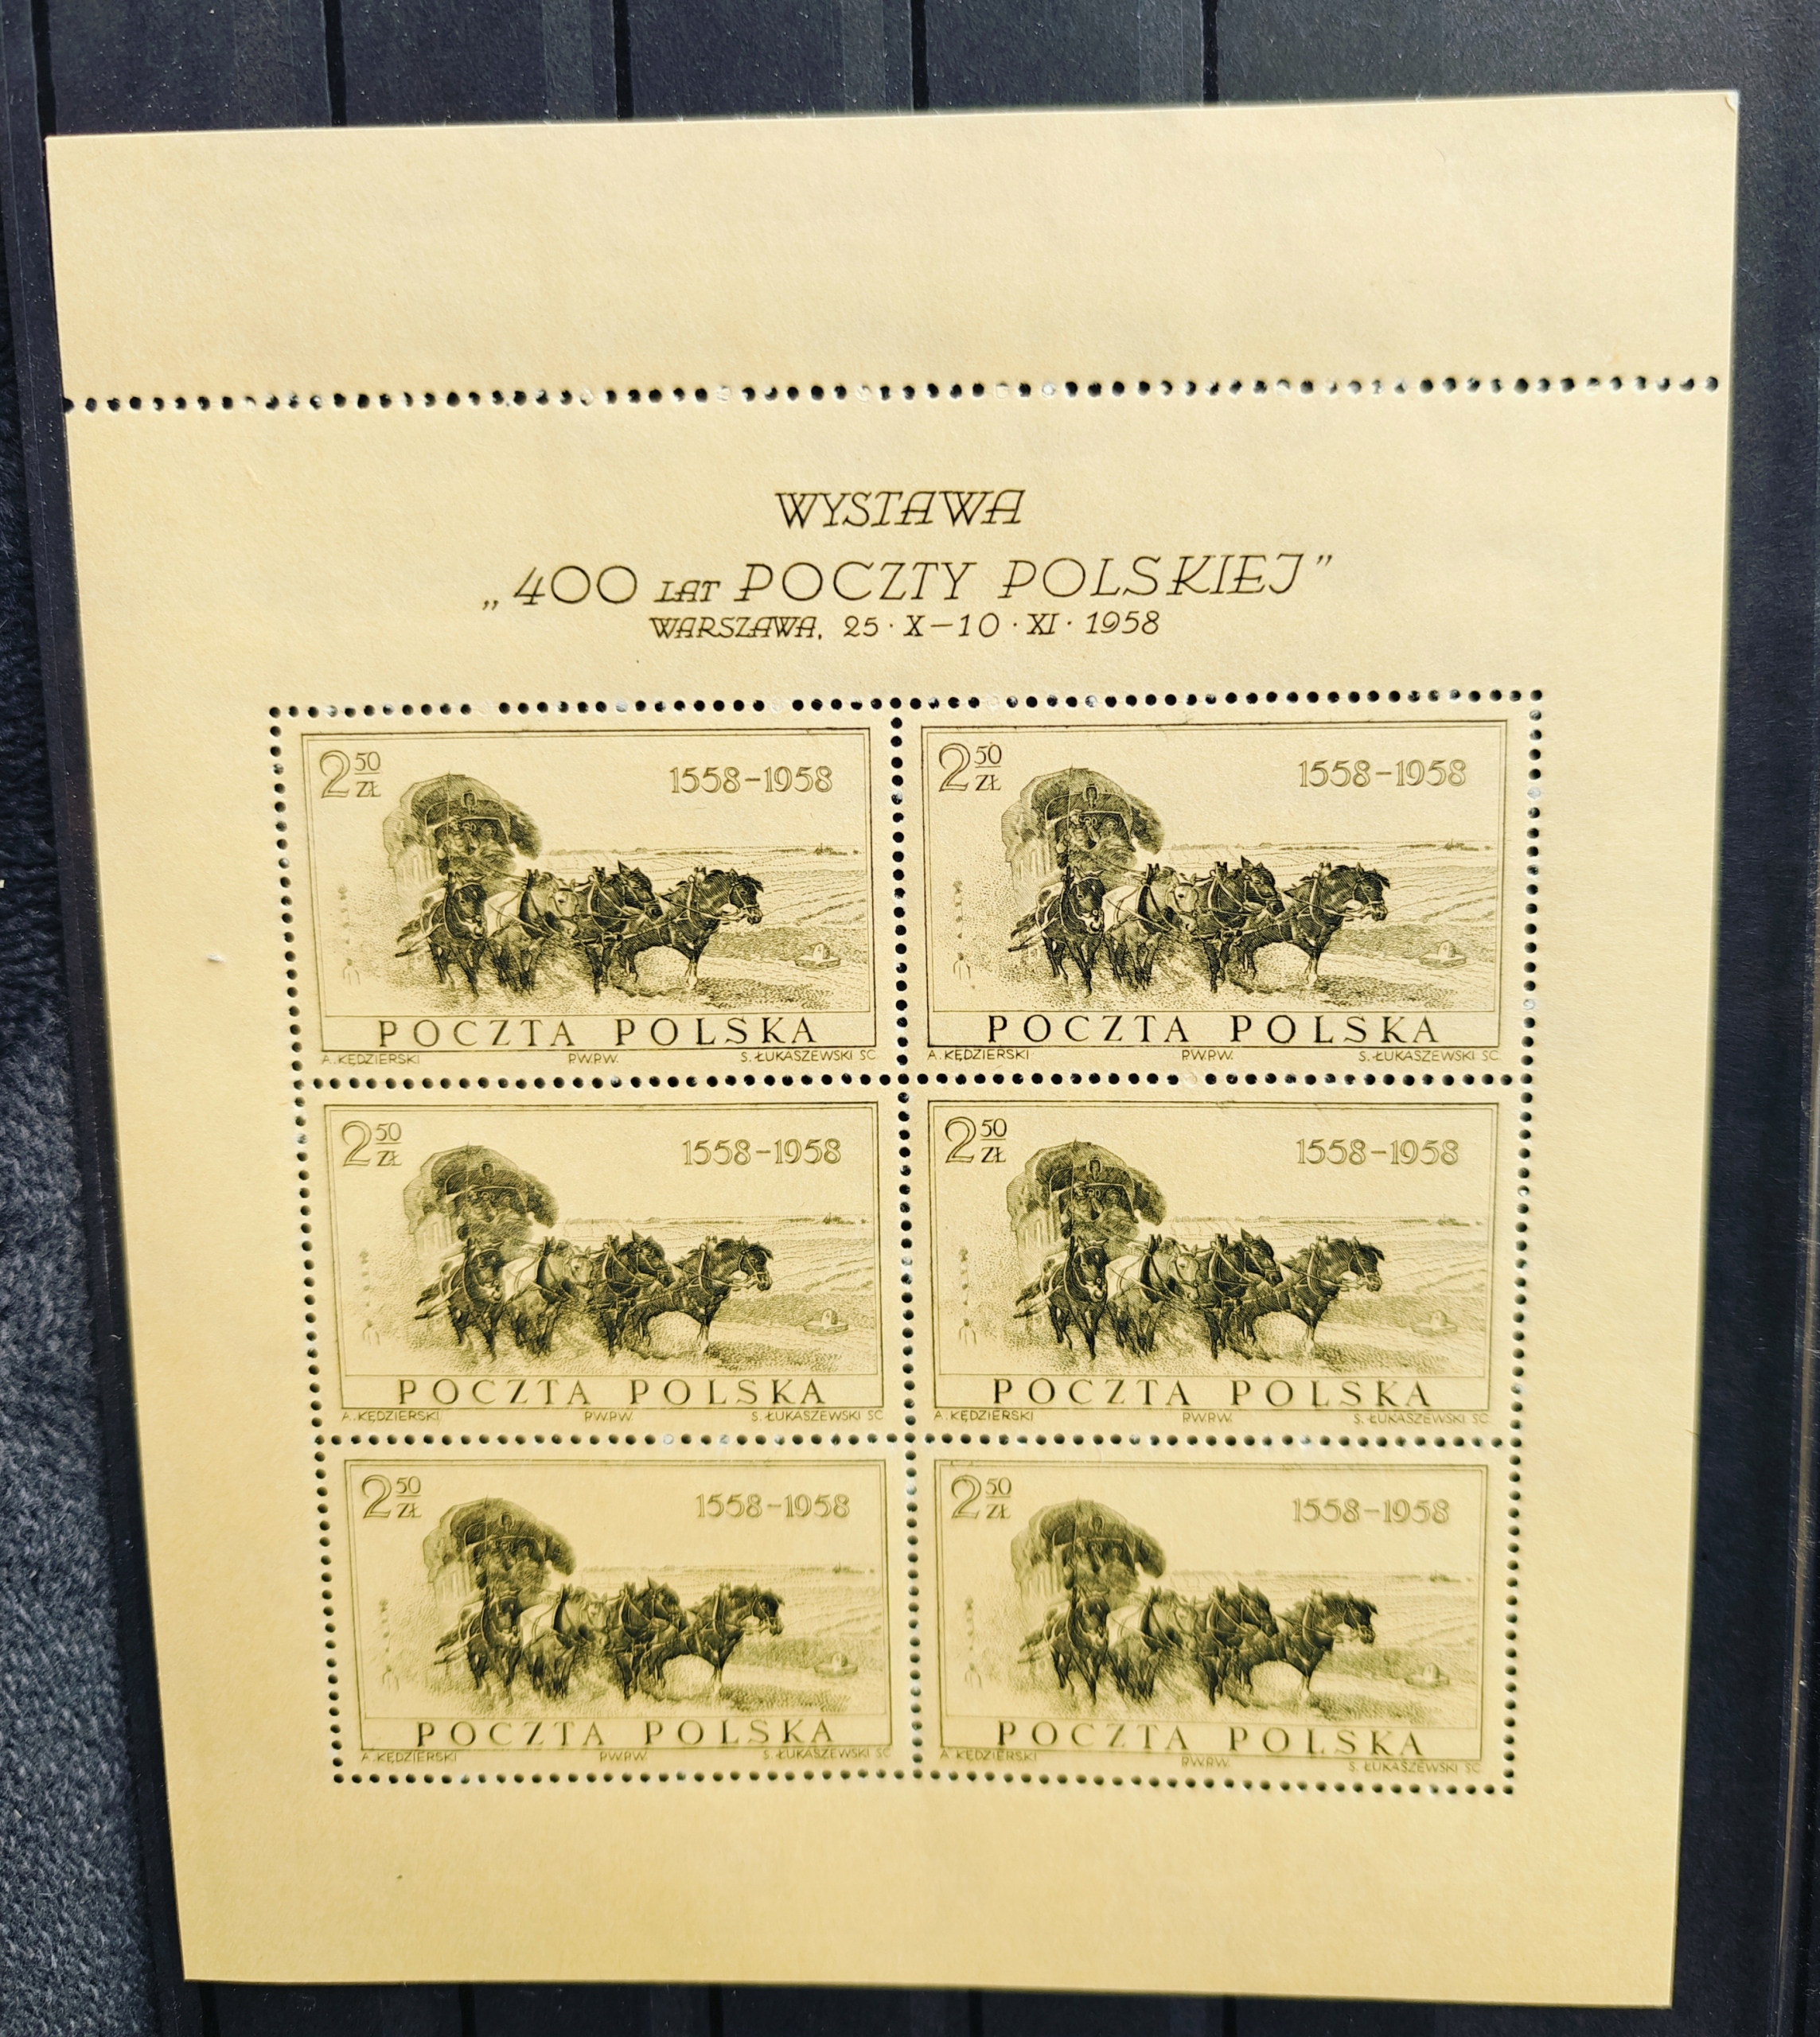 WYSTAWA
„400 LAT POCZTY POLSKIEJ”
WARSZAWA, 25·X–10·XI·1958
2 50 ZŁ 1558–1958
POCZTA POLSKA
A. KĘDZIERSKI P.W.P.W. S. ŁUKASZEWSKI SC.
2 50 ZŁ 1558–1958
POCZTA POLSKA
A. KĘDZIERSKI P.W.P.W. S. ŁUKASZEWSKI SC.
2 50 ZŁ 1558–1958
POCZTA POLSKA
A. KĘDZIERSKI P.W.P.W. S. ŁUKASZEWSKI SC.
2 50 ZŁ 1558–1958
POCZTA POLSKA
A. KĘDZIERSKI P.W.P.W. S. ŁUKASZEWSKI SC.
2 50 ZŁ 1558–1958
POCZTA POLSKA
A. KĘDZIERSKI P.W.P.W. S. ŁUKASZEWSKI SC.
2 50 ZŁ 1558–1958
POCZTA POLSKA
A. KĘDZIERSKI P.W.P.W. S. ŁUKASZEWSKI SC.